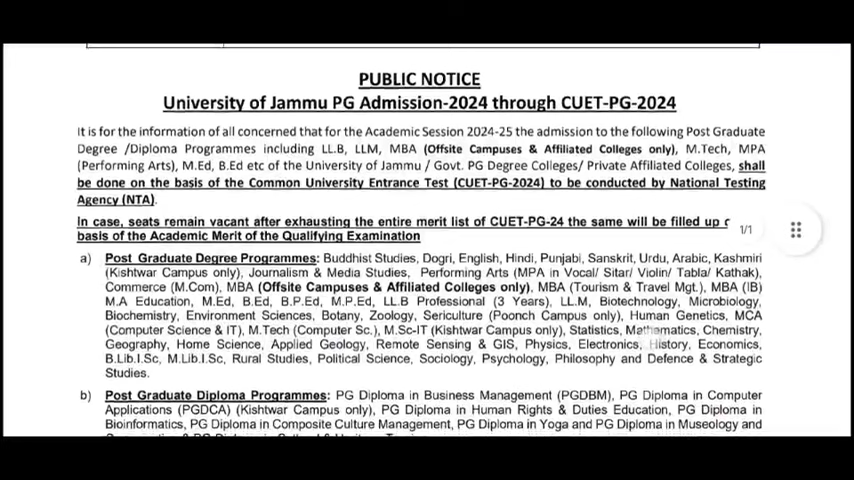 PUBLIC NOTICE
University of Jammu PG Admission-2024 through CUET-PG-2024
It is for the information of all concerned that for the Academic Session 2024-25 the admission to the following Post Graduate
Degree /Diploma Programmes including LL.B, LLM, MBA (Offsite Campuses & Affiliated Colleges only), M.Tech, MPA
(Performing Arts), M.Ed, B.Ed etc of the University of Jammu / Govt. PG Degree Colleges/ Private Affiliated Colleges, shall
be done on the basis of the Common University Entrance Test (CUET-PG-2024) to be conducted by National Testing
Agency (NTA).
In case, seats remain vacant after exhausting the entire merit list of CUET-PG-24 the same will be filled up
basis of the Academic Merit of the Qualifying Examination
1/1
a) Post Graduate Degree Programmes: Buddhist Studies, Dogri, English, Hindi, Punjabi, Sanskrit, Urdu, Arabic, Kashmiri
(Kishtwar Campus only), Journalism & Media Studies, Performing Arts (MPA in Vocal/ Sitar/ Violin/ Tabla/ Kathak),
Commerce (M.Com), MBA (Offsite Campuses & Affiliated Colleges only), MBA (Tourism & Travel Mgt.), MBA (IB)
M.A Education, M.Ed, B.Ed, B.P.Ed, M.P.Ed, LL.B Professional (3 Years), LL.M, Biotechnology, Microbiology,
Biochemistry, Environment Sciences, Botany, Zoology, Sericulture (Poonch Campus only), Human Genetics, MCA
(Computer Science & IT), M.Tech (Computer Sc.), M.Sc-IT (Kishtwar Campus only), Statistics, Mathematics, Chemistry,
Geography, Home Science, Applied Geology, Remote Sensing & GIS, Physics, Electronics, History, Economics,
B.Lib.I.Sc, M.Lib.I.Sc, Rural Studies, Political Science, Sociology, Psychology, Philosophy and Defence & Strategic
Studies.
b) Post Graduate Diploma Programmes: PG Diploma in Business Management (PGDBM), PG Diploma in Computer
Applications (PGDCA) (Kishtwar Campus only), PG Diploma in Human Rights & Duties Education, PG Diploma in
Bioinformatics, PG Diploma in Composite Culture Management, PG Diploma in Yoga and PG Diploma in Museology and